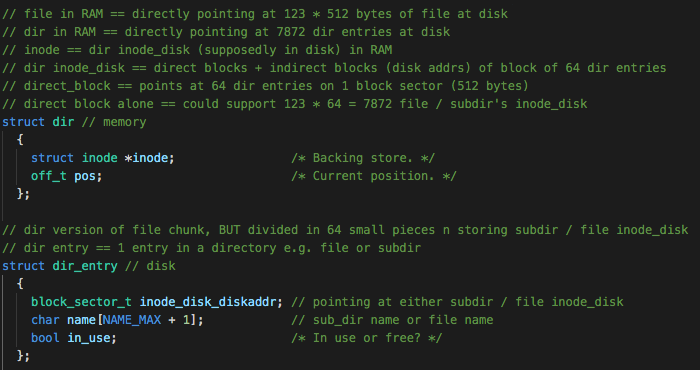 // file in RAM == directly pointing at 123 * 512 bytes of file at disk
// dir in RAM == directly pointing at 7872 dir entries at disk
// inode == dir inode_disk (supposedly in disk) in RAM
// dir inode_disk == direct blocks + indirect blocks (disk addrs) of block of 64 dir entries
// direct_block == points at 64 dir entries on 1 block sector (512 bytes)
// direct block alone == could support 123 * 64 = 7872 file / subdir's inode_disk
struct dir // memory
{
struct inode *inode; /* Backing store. */
off_t pos; /* Current position. */
};
// dir version of file chunk, BUT divided in 64 small pieces n storing subdir / file inode_disk
// dir entry == 1 entry in a directory e.g. file or subdir
struct dir_entry // disk
{
block_sector_t inode_disk_diskaddr; // pointing at either subdir / file inode_disk
char name[NAME_MAX + 1]; // sub_dir name or file name
bool in_use; /* In use or free? */
};